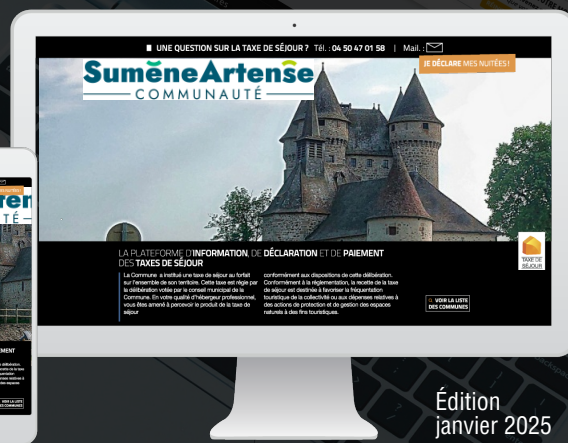 UNE QUESTION SUR LA TAXE DE SÉJOUR ? Tél. : 04 50 47 01 58 | Mail. :
JE DÉCLARE MES NUITÉES !
SumèneArtense
COMMUNAUTÉ
LA PLATEFORME D'INFORMATION, DE DÉCLARATION ET DE PAIEMENT
DES TAXES DE SÉJOUR
La Commune a institué une taxe de séjour au forfait
sur l'ensemble de son territoire. Cette taxe est régie par
la délibération votée par le conseil municipal de la
Commune. En votre qualité d'hébergeur professionnel,
vous êtes amené à percevoir le produit de la taxe de
séjour
conformément aux dispositions de cette délibération.
Conformément à la réglementation, la recette de la taxe
de séjour est destinée à favoriser la fréquentation
touristique de la collectivité ou aux dépenses relatives à
des actions de protection et de gestion des espaces
naturels à des fins touristiques.
TAXE DE
SÉJOUR
VOIR LA LISTE
DES COMMUNES
Édition
janvier 2025